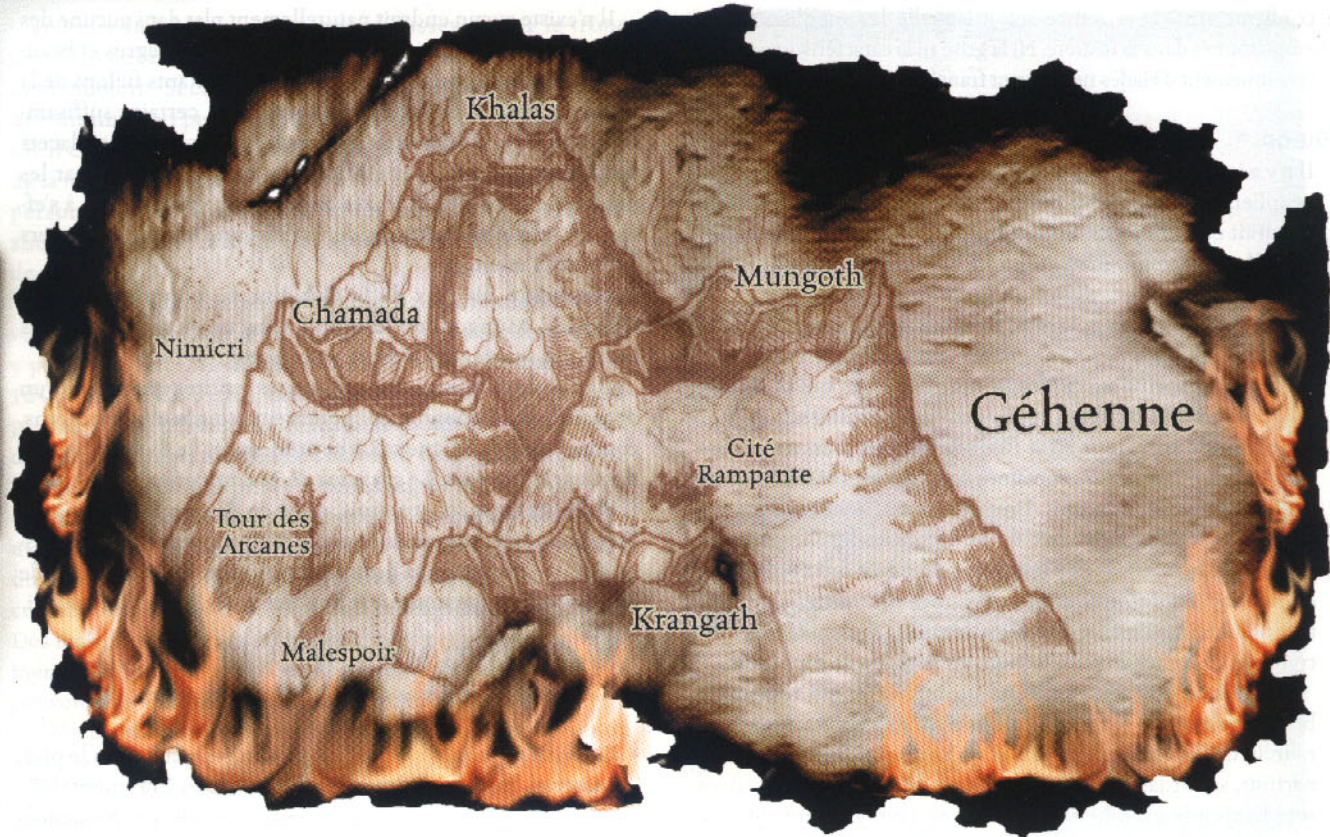 Khalas
Mungoth
Chamada
Nimicri
Géhenne
Cité
Rampante
Tour des
Arcanes
Krangath
Malespoir